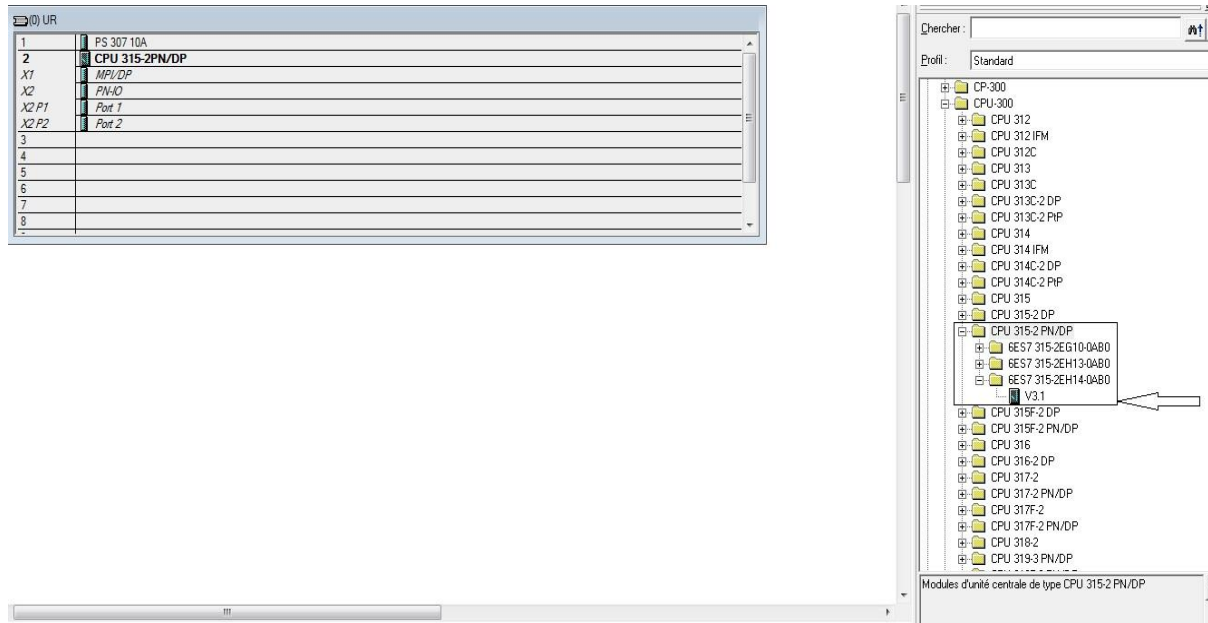 (0) UR
1 PS 307 10A
2 CPU 315-2PN/DP
X1 MPI/DP
X2 PN-IO
X2 P1 Port 1
X2 P2 Port 2
3
4
5
6
7
8
Chercher :
Profil : Standard
CP-300
CPU-300
CPU 312
CPU 312 IFM
CPU 312C
CPU 313
CPU 313C
CPU 313C-2 DP
CPU 313C-2 PtP
CPU 314
CPU 314 IFM
CPU 314C-2 DP
CPU 314C-2 PtP
CPU 315
CPU 315-2 DP
CPU 315-2 PN/DP
6ES7 315-2EG10-0AB0
6ES7 315-2EH13-0AB0
6ES7 315-2EH14-0AB0
V3.1
CPU 315F-2 DP
CPU 315F-2 PN/DP
CPU 316
CPU 316-2 DP
CPU 317-2
CPU 317-2 PN/DP
CPU 317F-2
CPU 317F-2 PN/DP
CPU 318-2
CPU 319-3 PN/DP
Modules d'unité centrale de type CPU 315-2 PN/DP